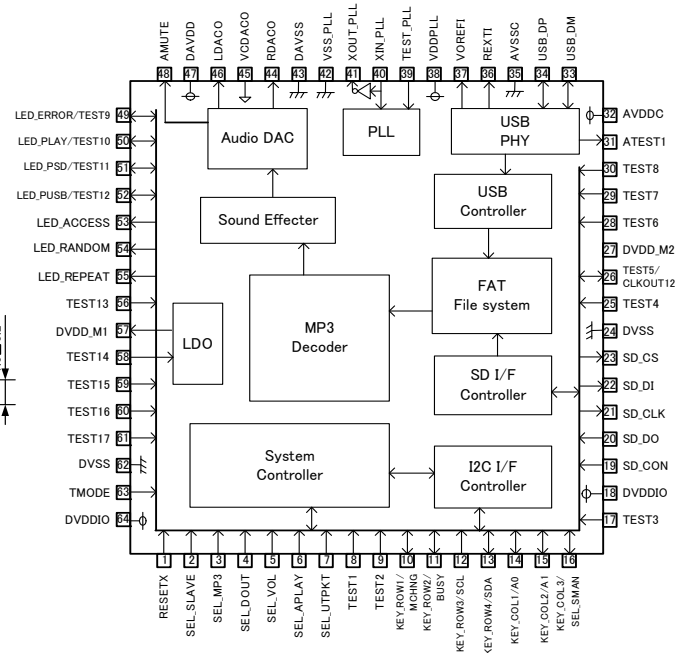 AMUTE
DAVDD
LDACO
VCDACO
RDACO
DAVSS
VSS_PLL
XOUT_PLL
XIN_PLL
TEST_PLL
VDDPLL
VOREFI
REXTI
AVSSC
USB_DP
USB_DM
48
47
46
45
44
43
42
41
40
39
38
37
36
35
34
33
LED_ERROR/TEST9 49
LED_PLAY/TEST10 50
LED_PSD/TEST11 51
LED_PUSB/TEST12 52
LED_ACCESS 53
LED_RANDOM 54
LED_REPEAT 55
TEST13 56
DVDD_M1 57
TEST14 58
TEST15 59
TEST16 60
TEST17 61
DVSS 62
TMODE 63
DVDDIO 64
Audio DAC
PLL
USB
PHY
USB
Controller
Sound Effecter
FAT
File system
MP3
Decoder
LDO
SD I/F
Controller
System
Controller
I2C I/F
Controller
32 AVDDC
31 ATEST1
30 TEST8
29 TEST7
28 TEST6
27 DVDD_M2
26 TEST5/
CLKOUT12
25 TEST4
24 DVSS
23 SD_CS
22 SD_DI
21 SD_CLK
20 SD_DO
19 SD_CON
18 DVDDIO
17 TEST3
1
2
3
4
5
6
7
8
9
10
11
12
13
14
15
16
RESETX
SEL_SLAVE
SEL_MP3
SEL_DOUT
SEL_VOL
SEL_APLAY
SEL_UTPKT
TEST1
TEST2
KEY_ROW1/
MCHNG
KEY_ROW2/
BUSY
KEY_ROW3/SCL
KEY_ROW4/SDA
KEY_COL1/A0
KEY_COL2/A1
KEY_COL3/
SEL_SMAN